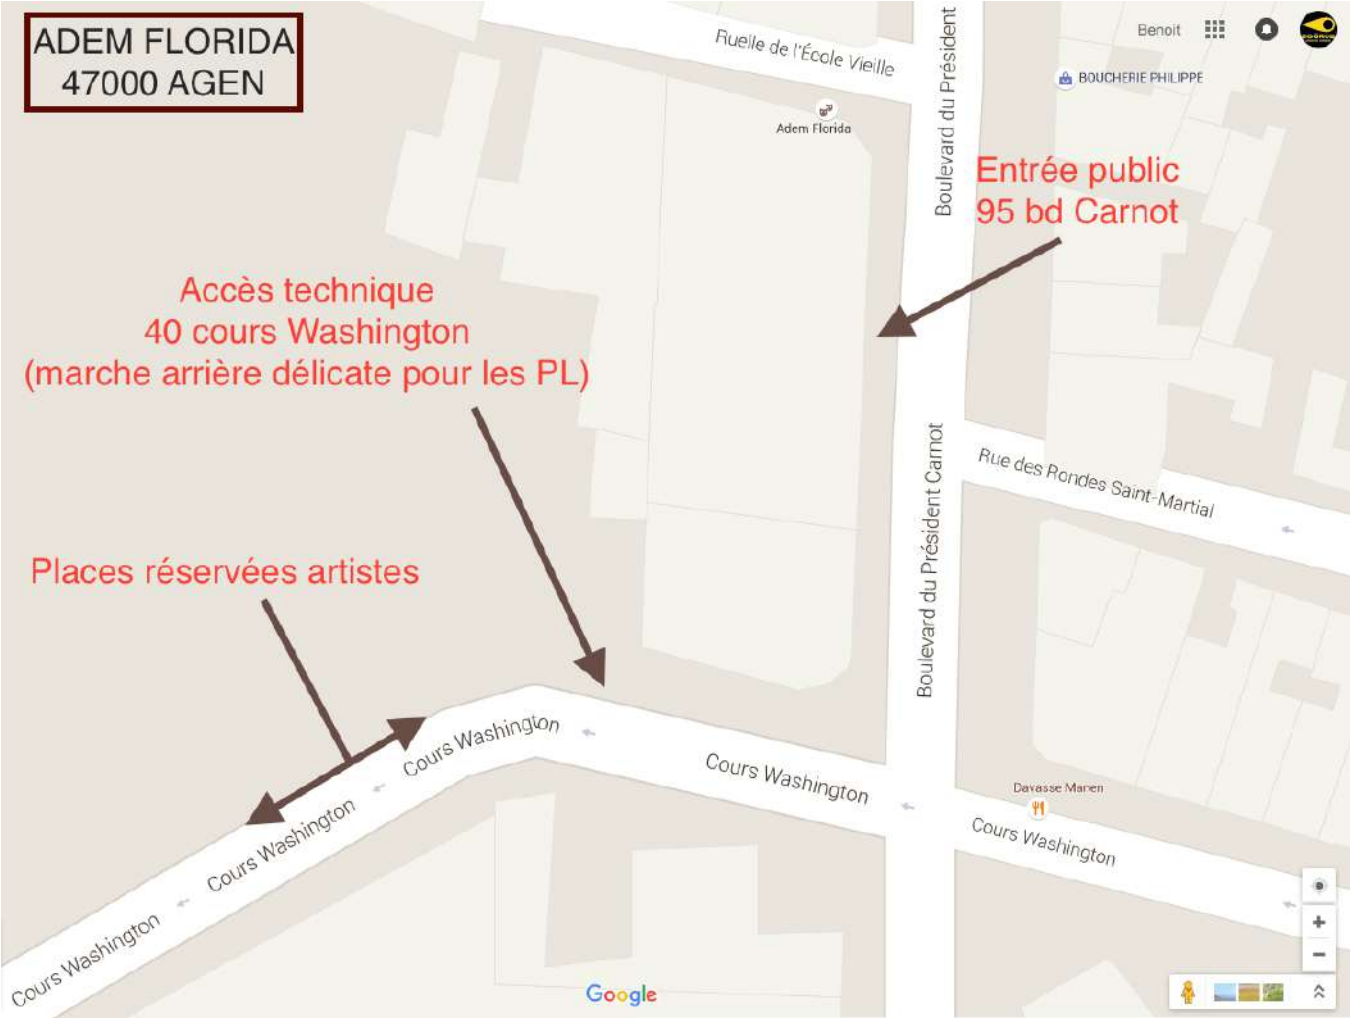 ADEM FLORIDA
47000 AGEN
Ruelle de l'École Vieille
Boulevard du Président
Benoit
BOUCHERIE PHILIPPE
Adem Florida
Entrée public
95 bd Carnot
Accès technique
40 cours Washington
(marche arrière délicate pour les PL)
Boulevard du Président Carnot
Rue des Rondes Saint-Martial
Places réservées artistes
Cours Washington
Cours Washington
Cours Washington
Cours Washington
Cours Washington
Davasse Marien
Google